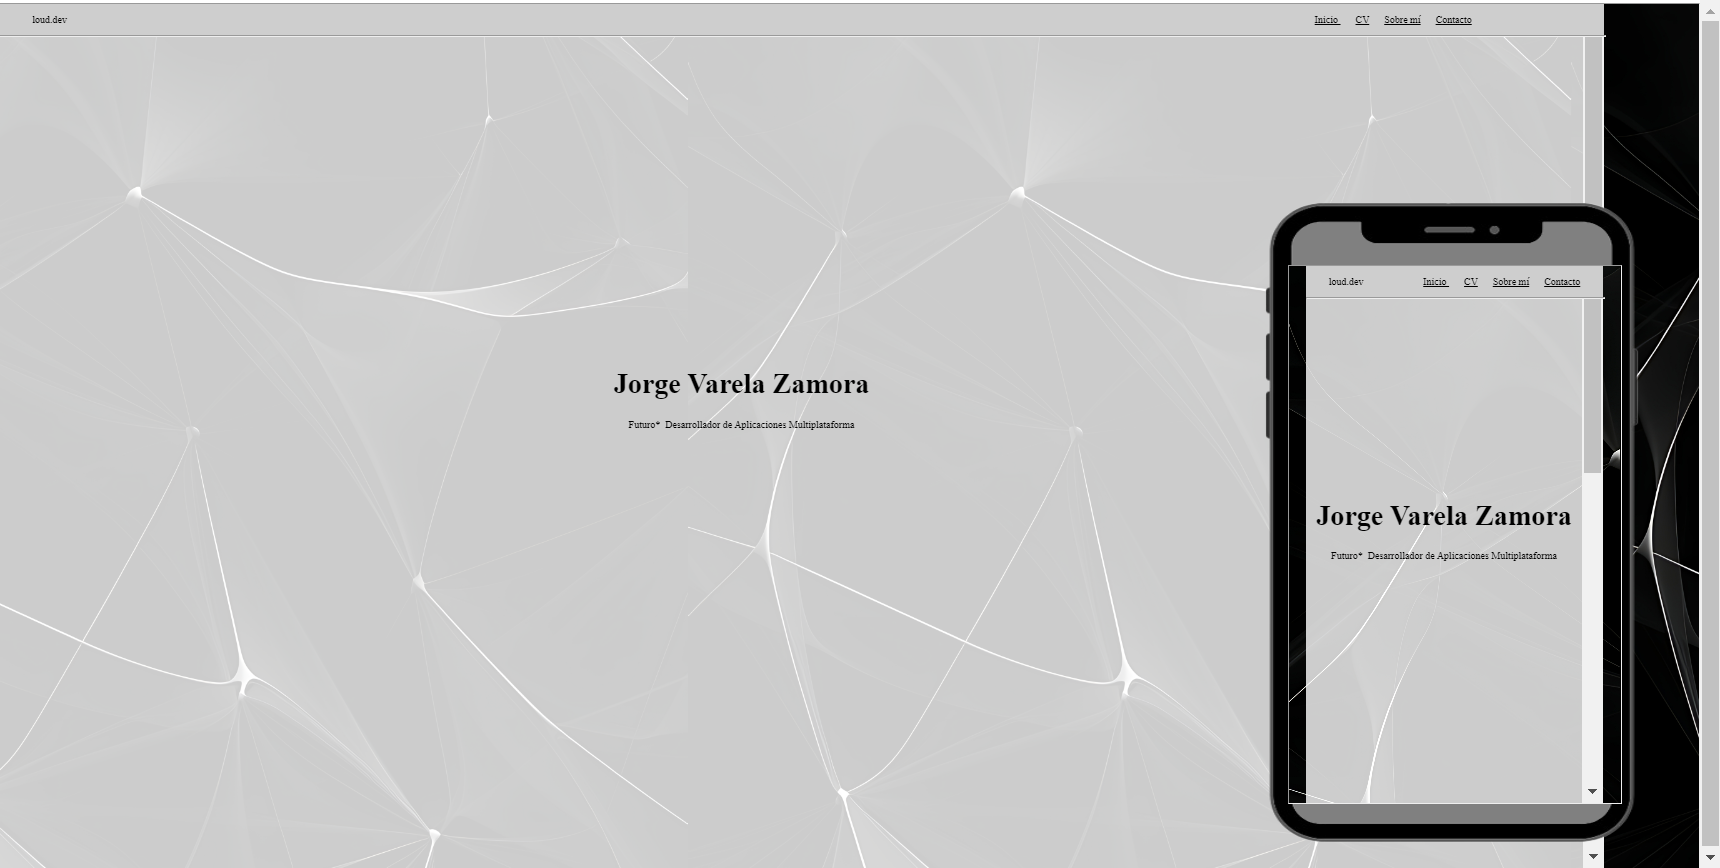 loud.dev Inicio CV Sobre mí Contacto
Jorge Varela Zamora
Futuro* Desarrollador de Aplicaciones Multiplataforma
loud.dev Inicio CV Sobre mí Contacto
Jorge Varela Zamora
Futuro* Desarrollador de Aplicaciones Multiplataforma